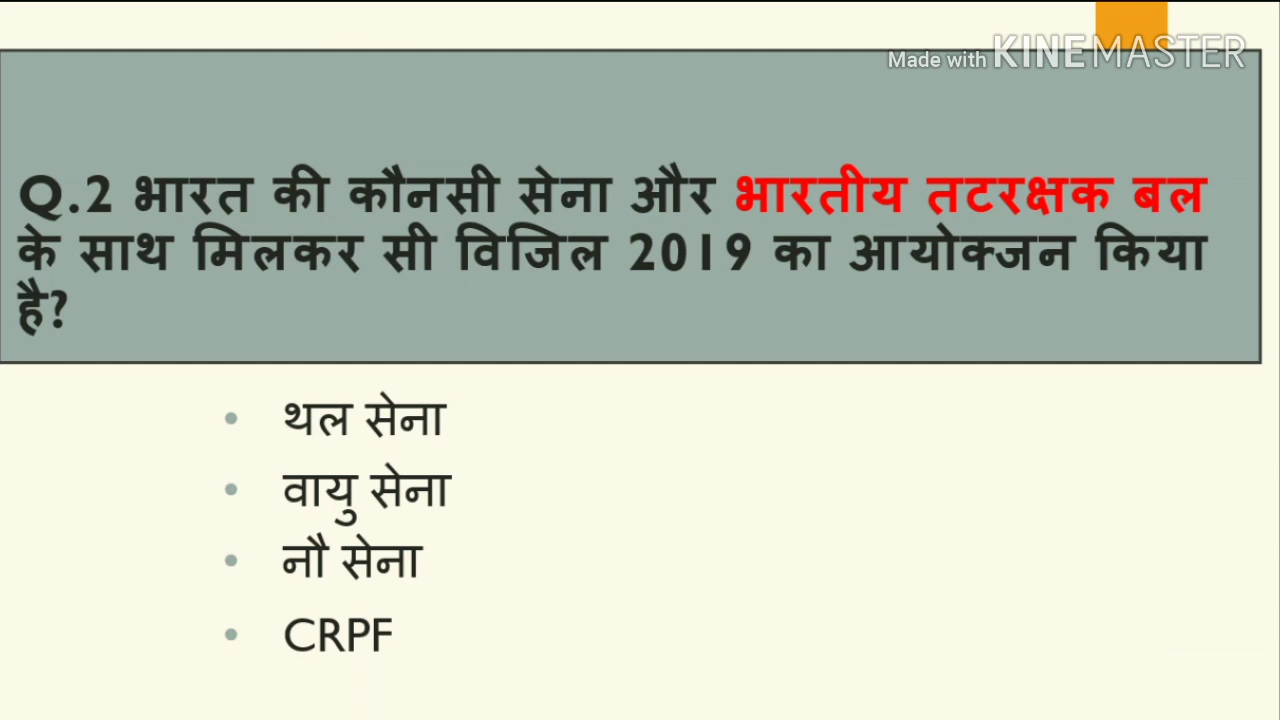 Made with KINEMASTER
Q.2 भारत की कौनसी सेना और भारतीय तटरक्षक बल
के साथ मिलकर सी विजिल 2019 का आयोक्जन किया
है?
• थल सेना
• वायु सेना
• नौ सेना
• CRPF